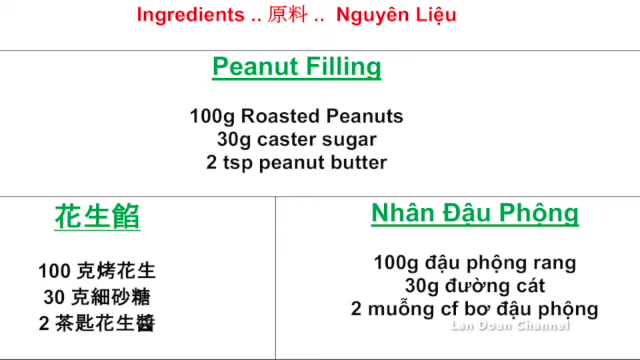 Ingredients .. 原料 .. Nguyên Liệu
Peanut Filling
100g Roasted Peanuts
30g caster sugar
2 tsp peanut butter
花生餡
100 克烤花生
30 克細砂糖
2 茶匙花生醬
Nhân Đậu Phộng
100g đậu phộng rang
30g đường cát
2 muỗng cf bơ đậu phộng
Lan Doan Channel